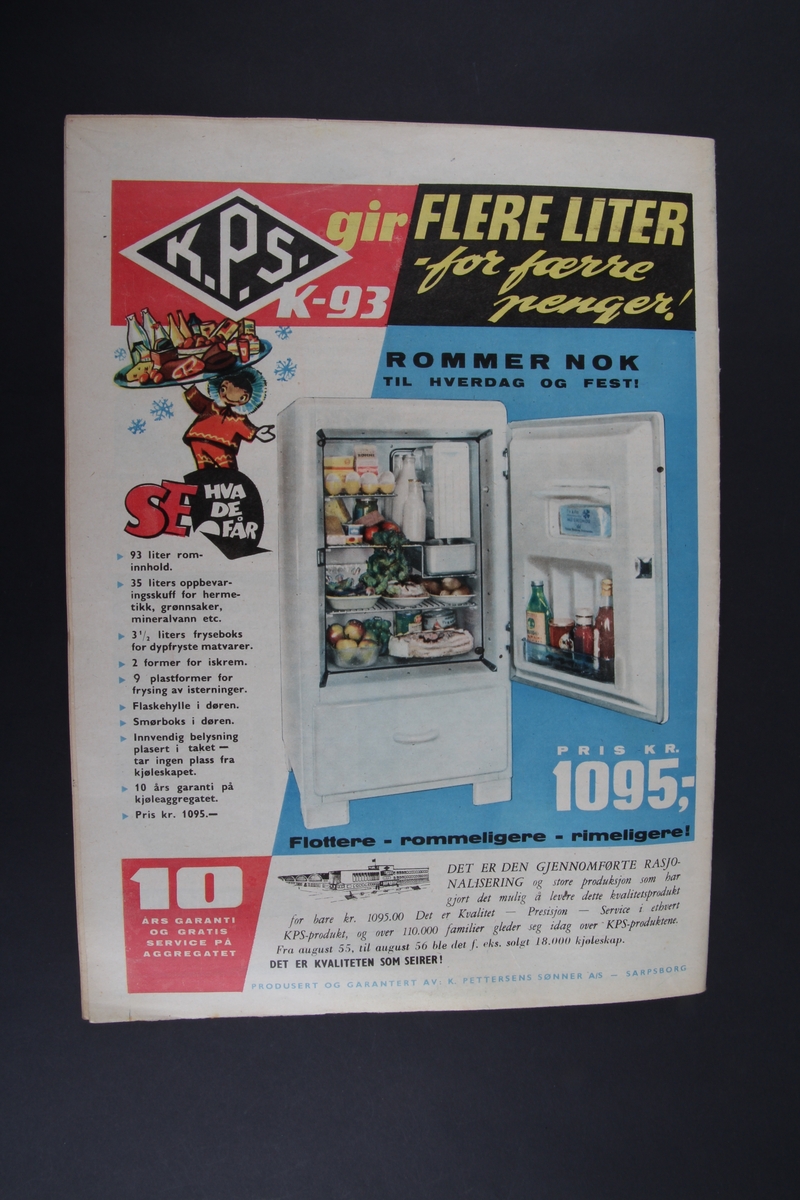 K.P.S.
K-93
gir FLERE LITER
-for færre
penger!
ROMMER NOK
TIL HVERDAG OG FEST!
SE HVA
DE
FÅR
93 liter rom-
innhold.
35 liters oppbevar-
ingsskuff for herme-
tikk, grønnsaker,
mineralvann etc.
3 1/2 liters fryseboks
for dypfryste matvarer.
2 former for iskrem.
9 plastformer for
frysing av isterninger.
Flaskehylle i døren.
Smørboks i døren.
Innvendig belysning
plasert i taket —
tar ingen plass fra
kjøleskapet.
10 års garanti på
kjøleaggregatet.
Pris kr. 1095.—
PRIS KR.
1095,-
Flottere - rommeligere - rimeligere!
10
ÅRS GARANTI
OG GRATIS
SERVICE PÅ
AGGREGATET
DET ER DEN GJENNOMFØRTE RASJO-
NALISERING og store produksjon som har
gjort det mulig å levere dette kvalitetsprodukt
for bare kr. 1095.00 Det er Kvalitet — Presisjon — Service i ethvert
KPS-produkt, og over 110.000 familier gleder seg idag over KPS-produktene.
Fra august 55, til august 56 ble det f. eks. solgt 18.000 kjøleskap.
DET ER KVALITETEN SOM SEIRER!
PRODUSERT OG GARANTERT AV: K. PETTERSENS SØNNER A/S — SARPSBORG